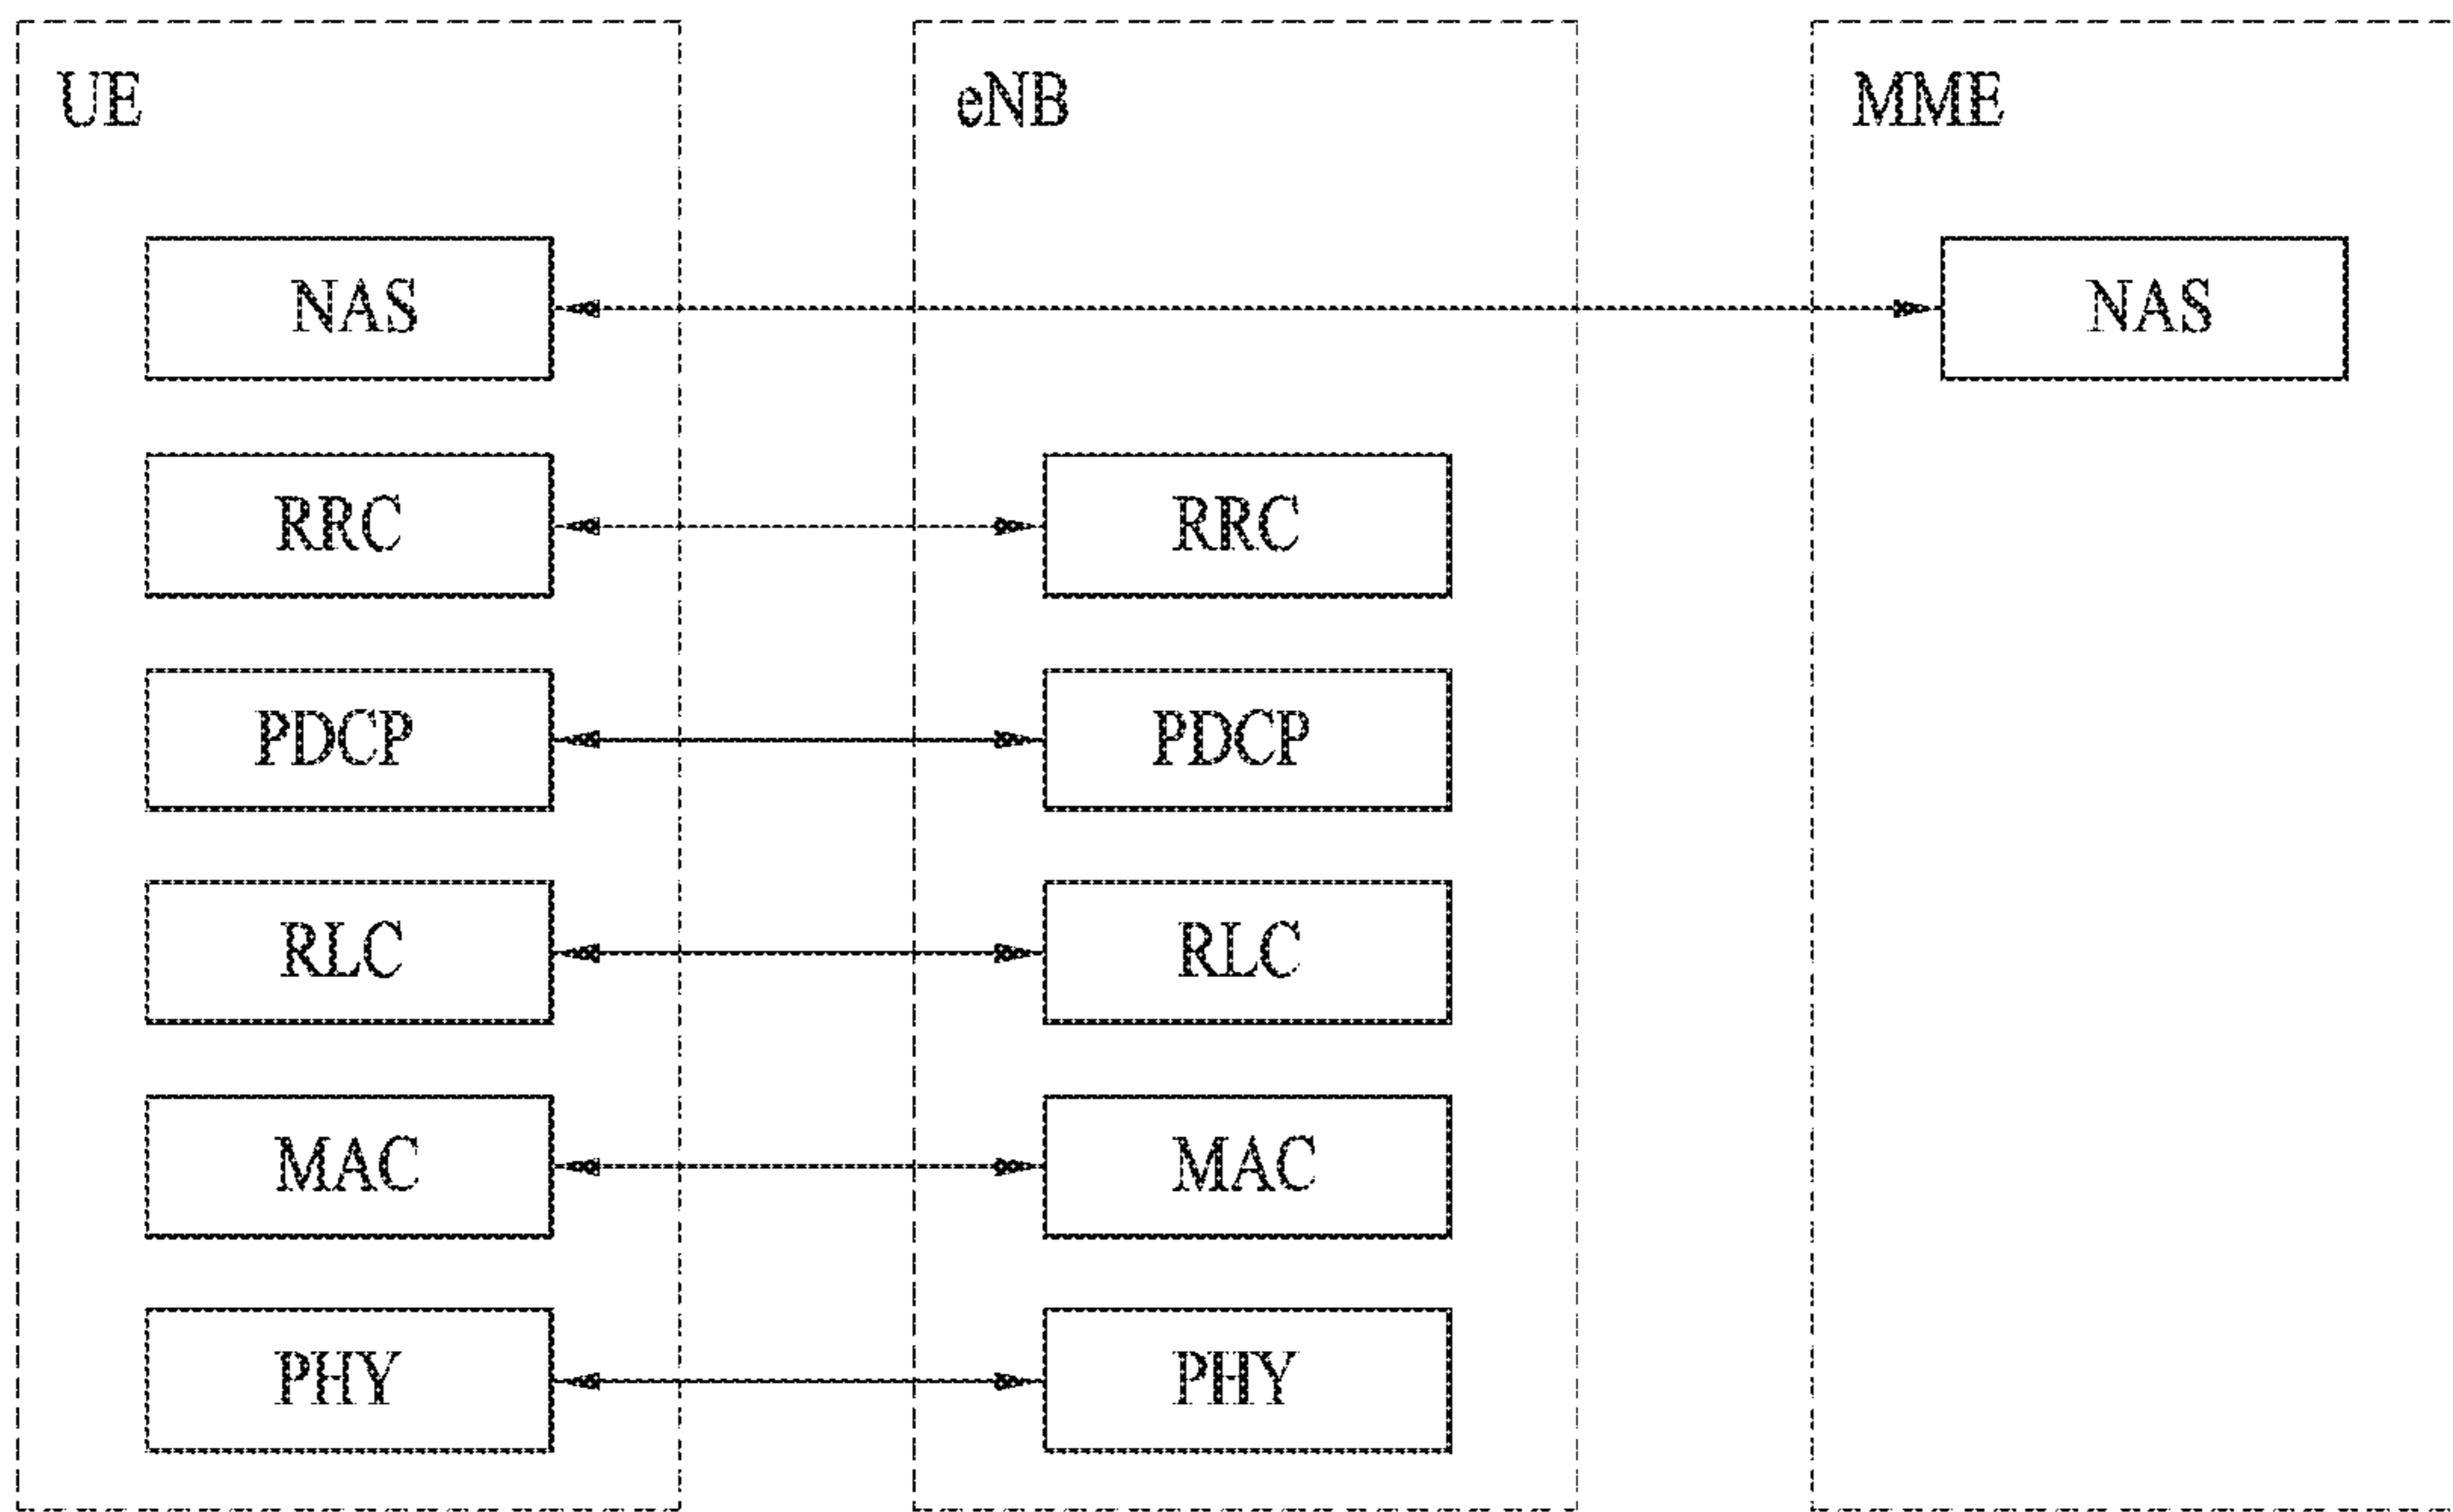 UE eNB MME
NAS NAS
RRC RRC
PDCP PDCP
RLC RLC
MAC MAC
PHY PHY